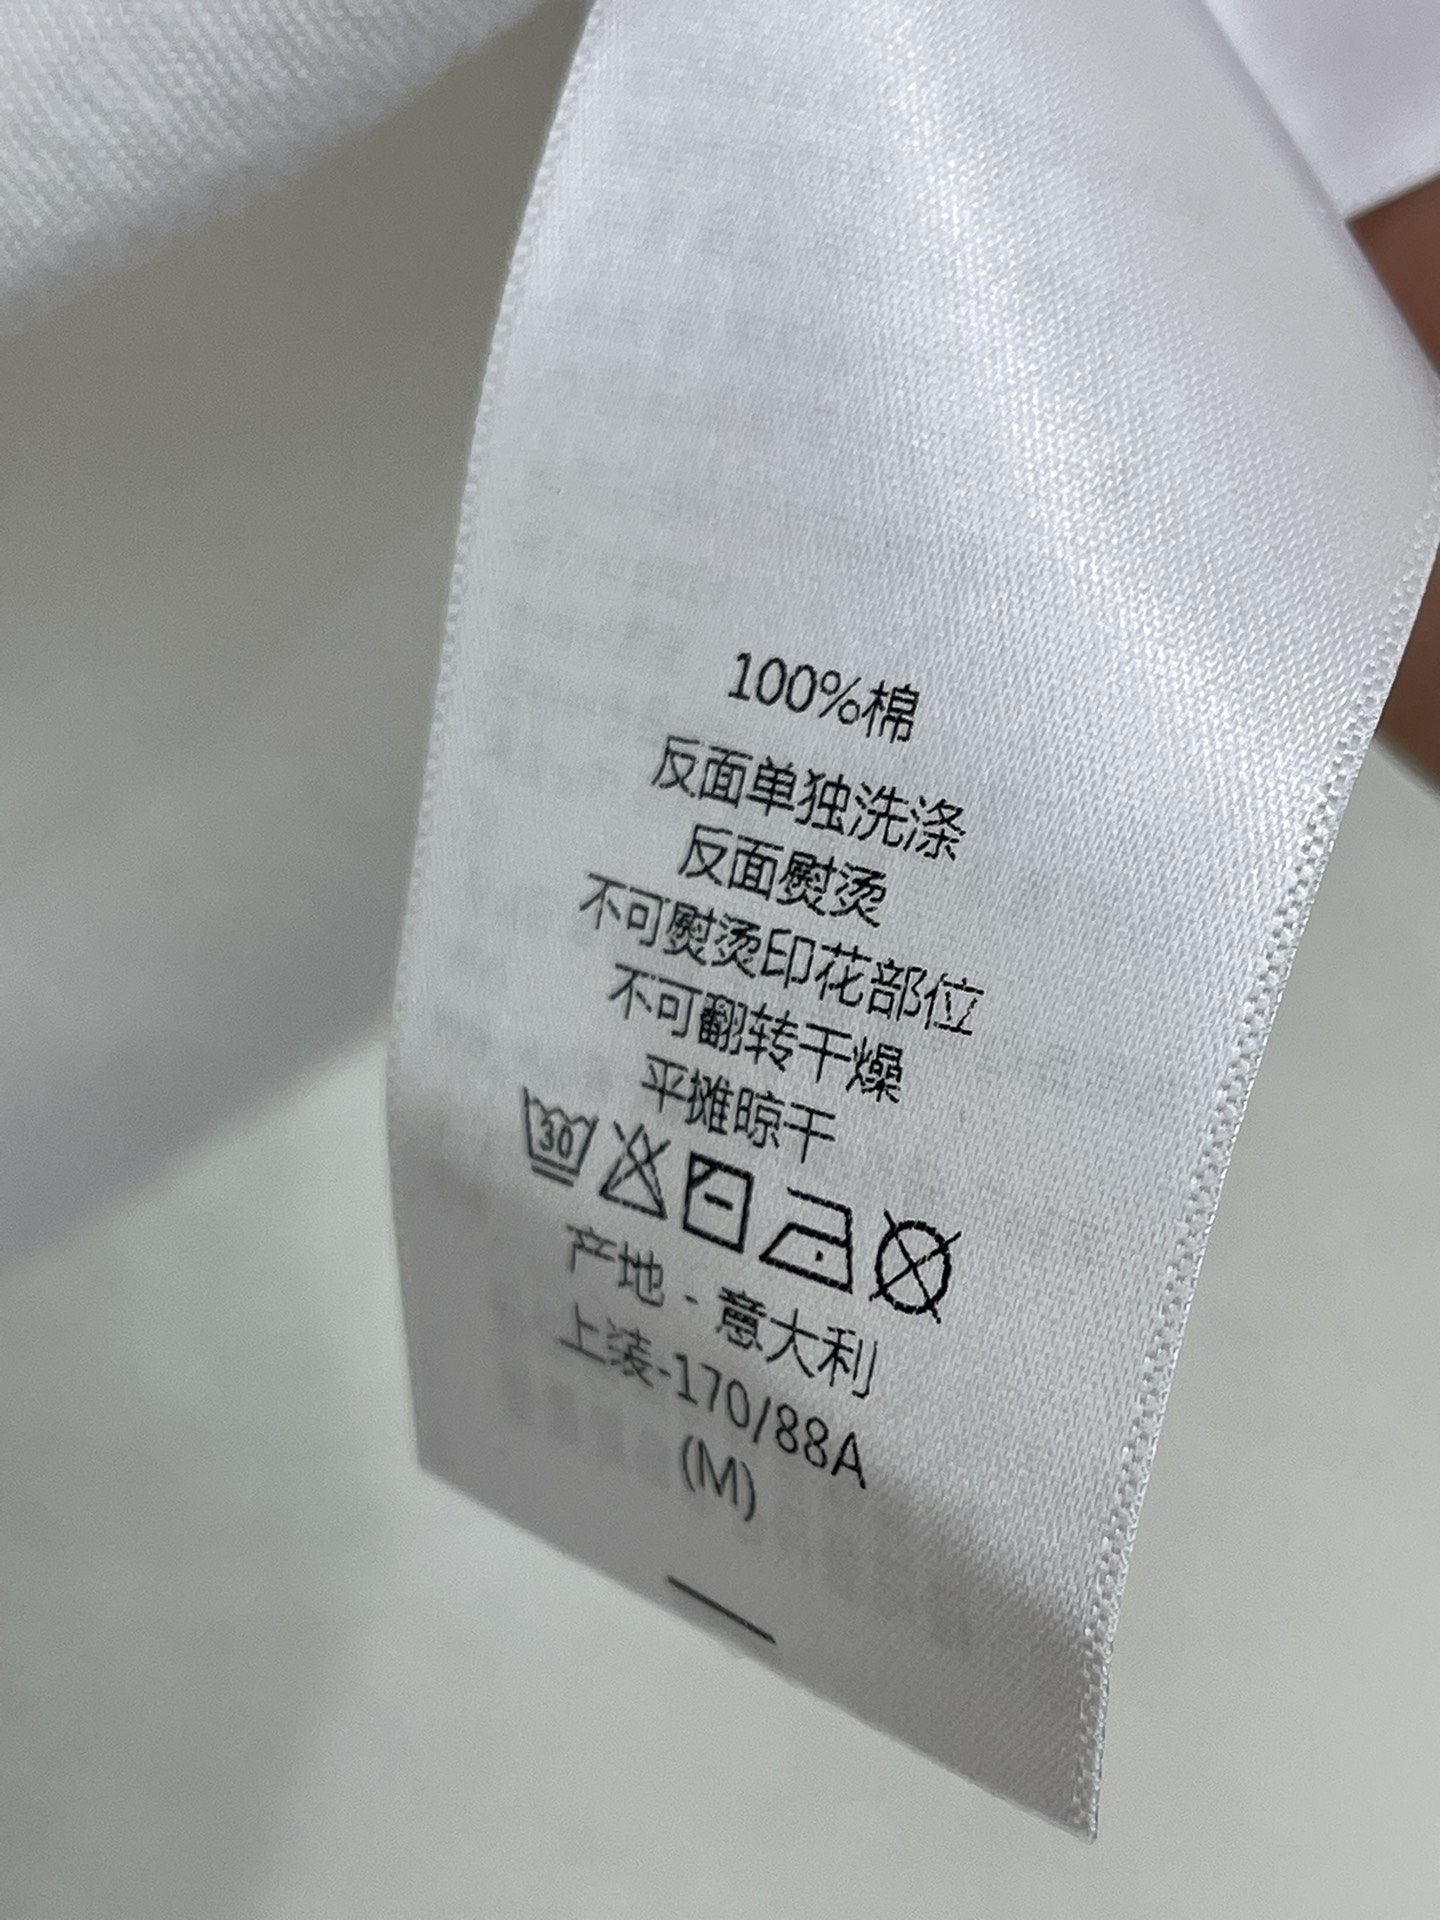 100%棉
反面单独洗涤
反面熨烫
不可熨烫印花部位
不可翻转干燥
平摊晾干
30
产地 - 意大利
上装-170/88A
(M)